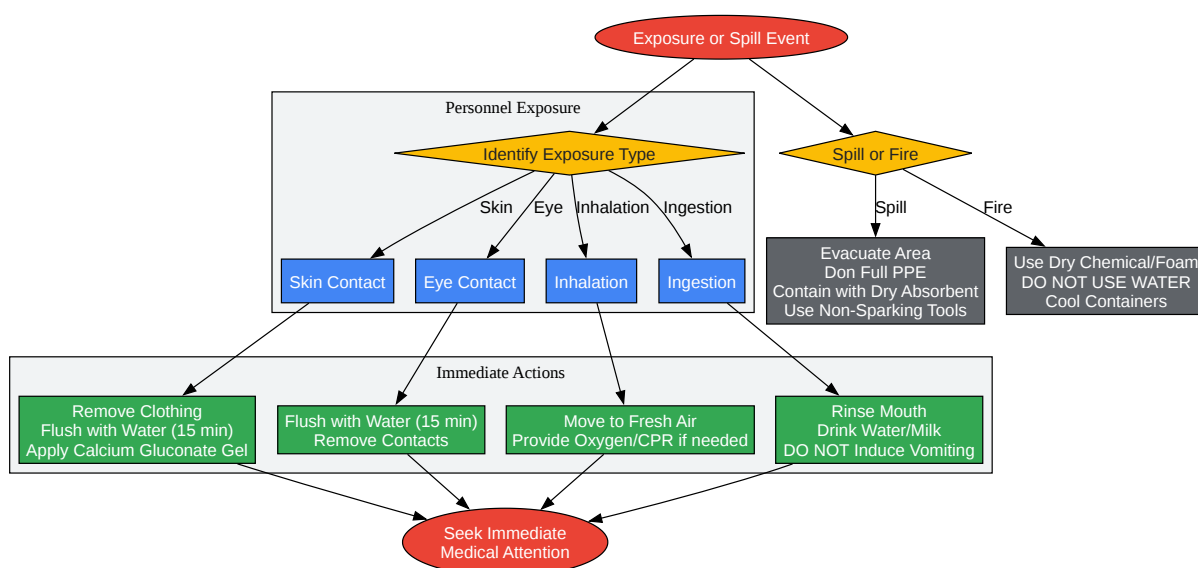 Exposure or Spill Event
Personnel Exposure
Identify Exposure Type
Spill or Fire
Skin
Eye
Inhalation
Ingestion
Spill
Fire
Skin Contact
Eye Contact
Inhalation
Ingestion
Evacuate Area
Don Full PPE
Contain with Dry Absorbent
Use Non-Sparking Tools
Use Dry Chemical/Foam
DO NOT USE WATER
Cool Containers
Immediate Actions
Remove Clothing
Flush with Water (15 min)
Apply Calcium Gluconate Gel
Flush with Water (15 min)
Remove Contacts
Move to Fresh Air
Provide Oxygen/CPR if needed
Rinse Mouth
Drink Water/Milk
DO NOT Induce Vomiting
Seek Immediate
Medical Attention